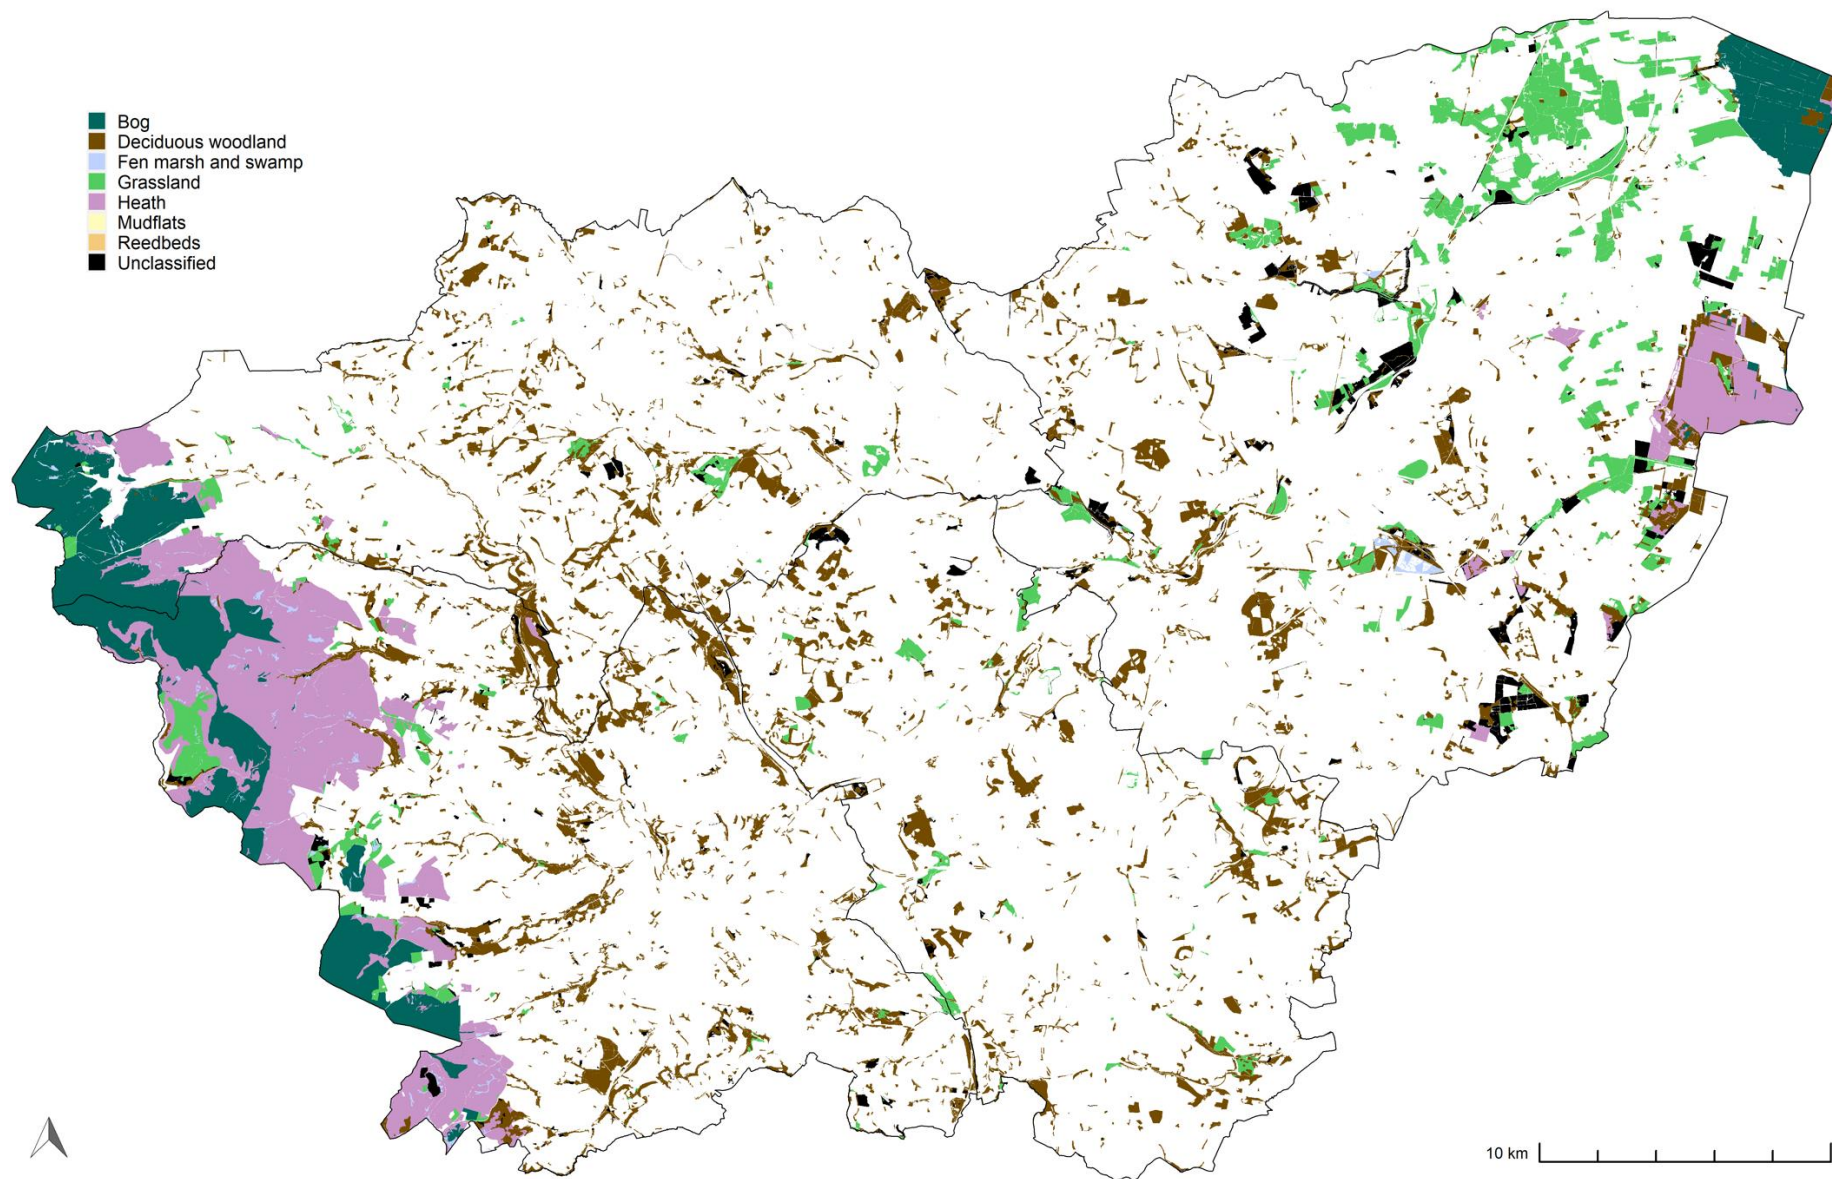 Bog
Deciduous woodland
Fen marsh and swamp
Grassland
Heath
Mudflats
Reedbeds
Unclassified
10 km